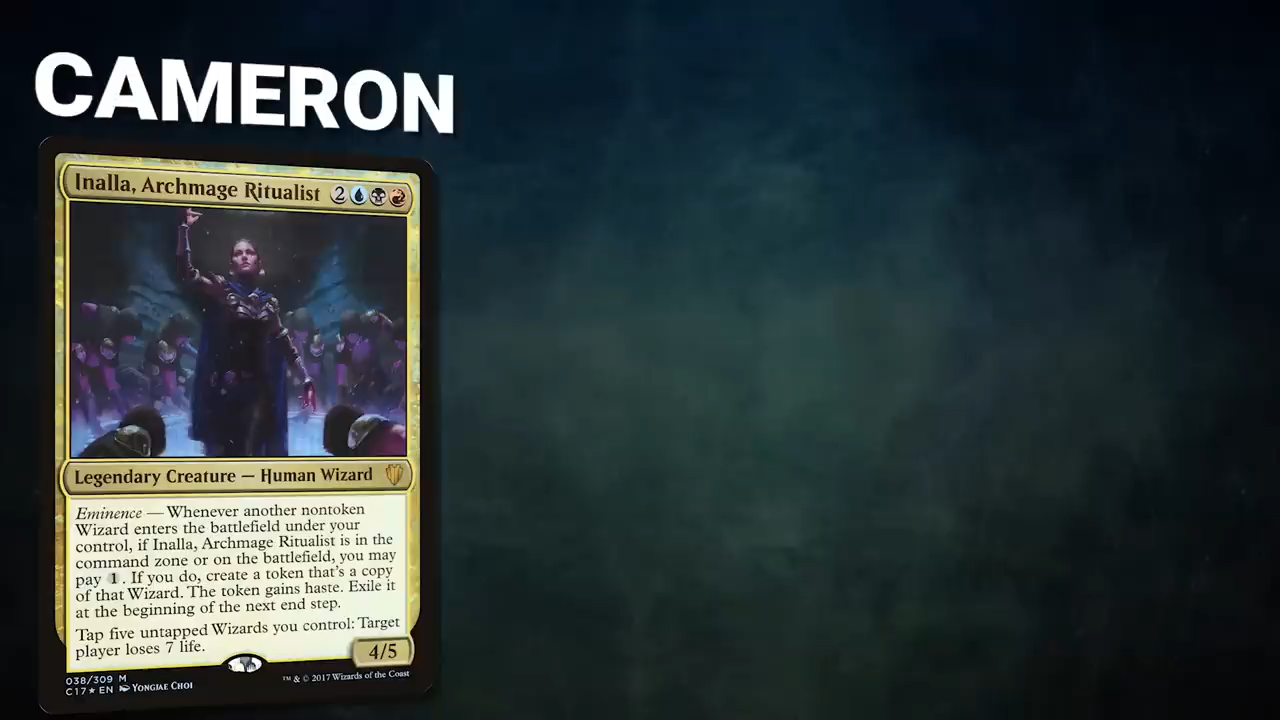 CAMERON
Inalla, Archmage Ritualist 2
Legendary Creature — Human Wizard
Eminence — Whenever another nontoken
Wizard enters the battlefield under your
control, if Inalla, Archmage Ritualist is in the
command zone or on the battlefield, you may
pay 1. If you do, create a token that's a copy
of that Wizard. The token gains haste. Exile it
at the beginning of the next end step.
Tap five untapped Wizards you control: Target
player loses 7 life.
4/5
038/309 M
C17★EN Yongjae Choi
™ & © 2017 Wizards of the Coast